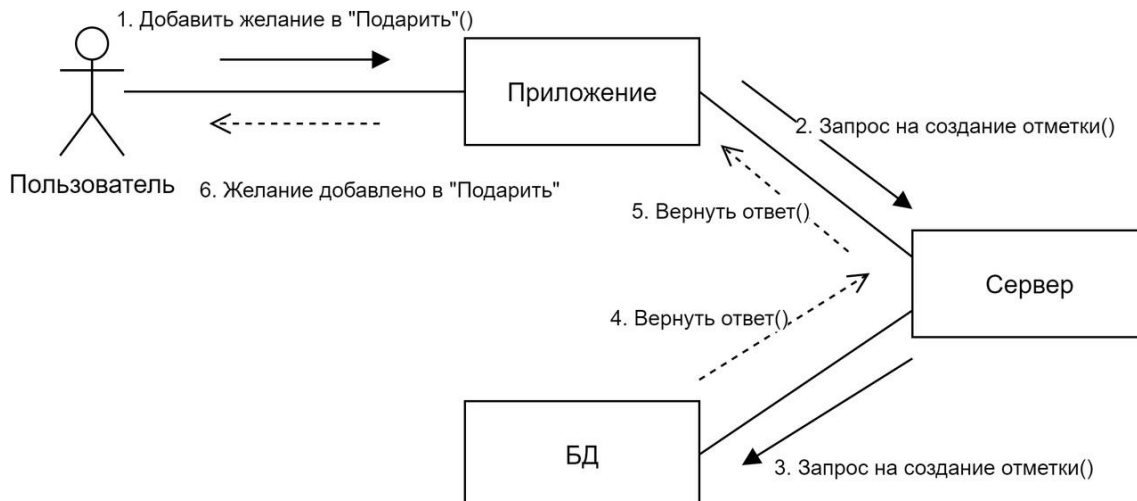 1. Добавить желание в "Подарить"()
Приложение
2. Запрос на создание отметки()
Пользователь
6. Желание добавлено в "Подарить"
5. Вернуть ответ()
Сервер
4. Вернуть ответ()
БД
3. Запрос на создание отметки()